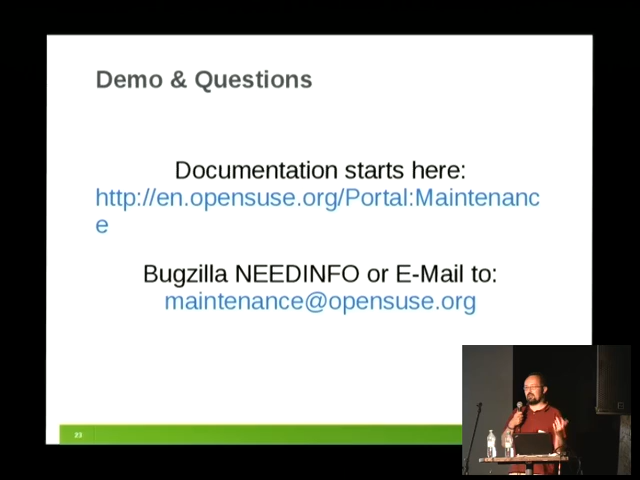 Demo & Questions
Documentation starts here:
http://en.opensuse.org/Portal:Maintenanc
e
Bugzilla NEEDINFO or E-Mail to:
maintenance@opensuse.org
23